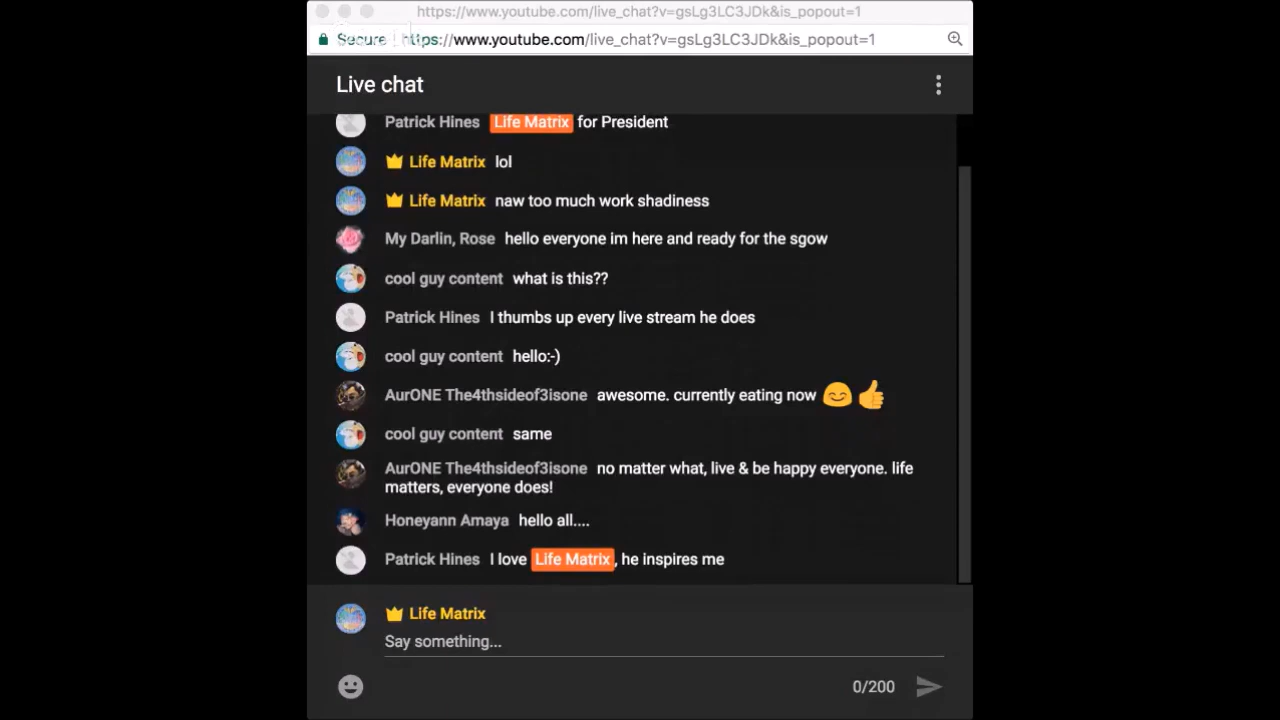 https://www.youtube.com/live_chat?v=gsLg3LC3JDk&is_popout=1
Secure https://www.youtube.com/live_chat?v=gsLg3LC3JDk&is_popout=1
Live chat
Patrick Hines Life Matrix for President
Life Matrix lol
Life Matrix naw too much work shadiness
My Darlin, Rose hello everyone im here and ready for the sgow
cool guy content what is this??
Patrick Hines I thumbs up every live stream he does
cool guy content hello:-)
AurONE The4thsideof3isone awesome. currently eating now 😊👍
cool guy content same
AurONE The4thsideof3isone no matter what, live & be happy everyone. life
matters, everyone does!
Honeyann Amaya hello all....
Patrick Hines I love Life Matrix, he inspires me
Life Matrix
Say something...
0/200